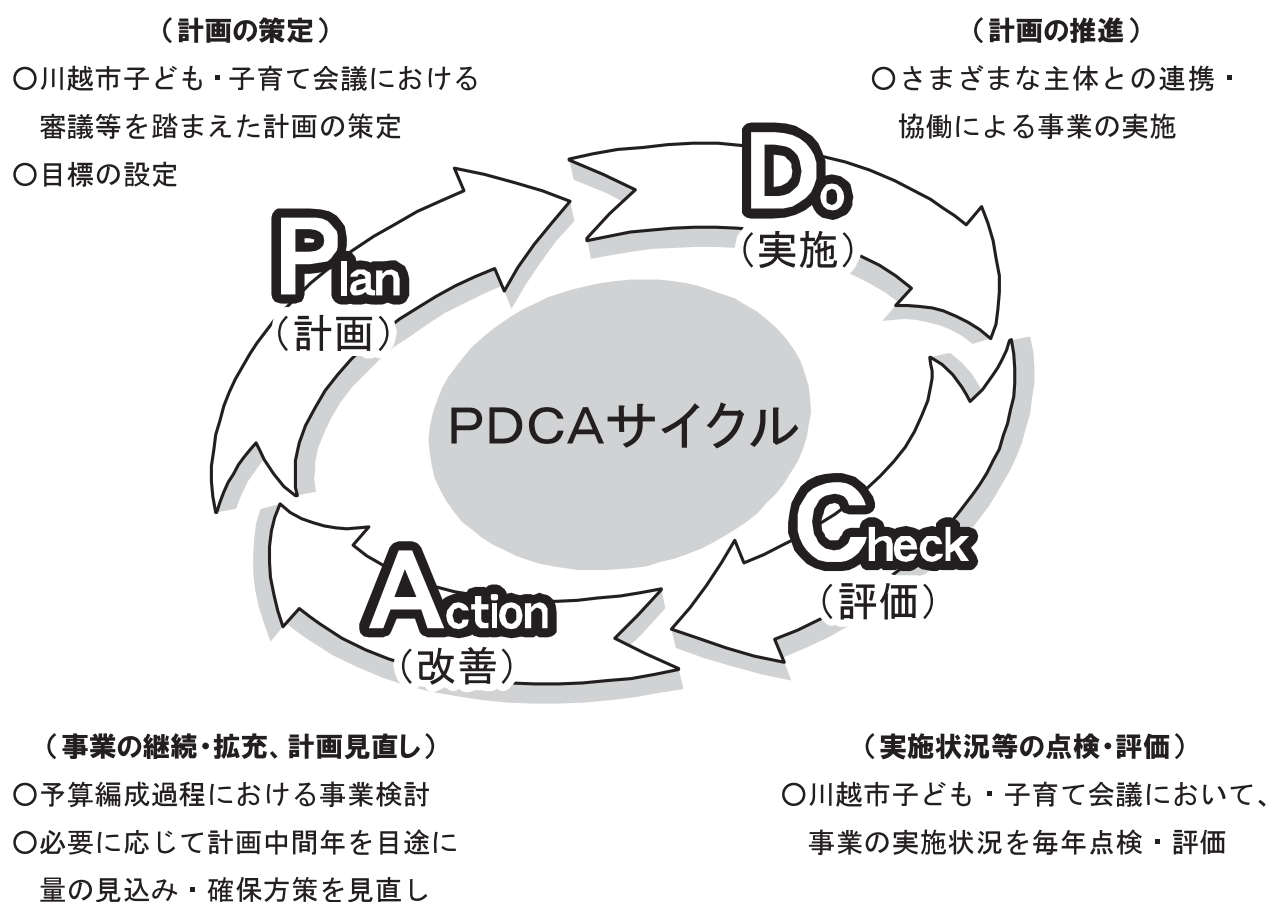 （計画の策定）
○川越市子ども・子育て会議における
審議等を踏まえた計画の策定
○目標の設定
（計画の推進）
○さまざまな主体との連携・
協働による事業の実施
Plan
（計画）
Do
（実施）
PDCAサイクル
Check
（評価）
Action
（改善）
（事業の継続・拡充、計画見直し）
○予算編成過程における事業検討
○必要に応じて計画中間年を目途に
量の見込み・確保方策を見直し
（実施状況等の点検・評価）
○川越市子ども・子育て会議において、
事業の実施状況を毎年点検・評価